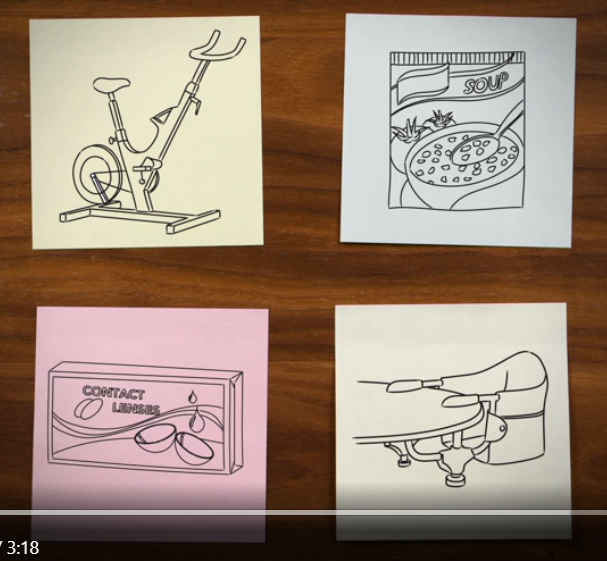 SOUP
CONTACT
LENSES
/ 3:18